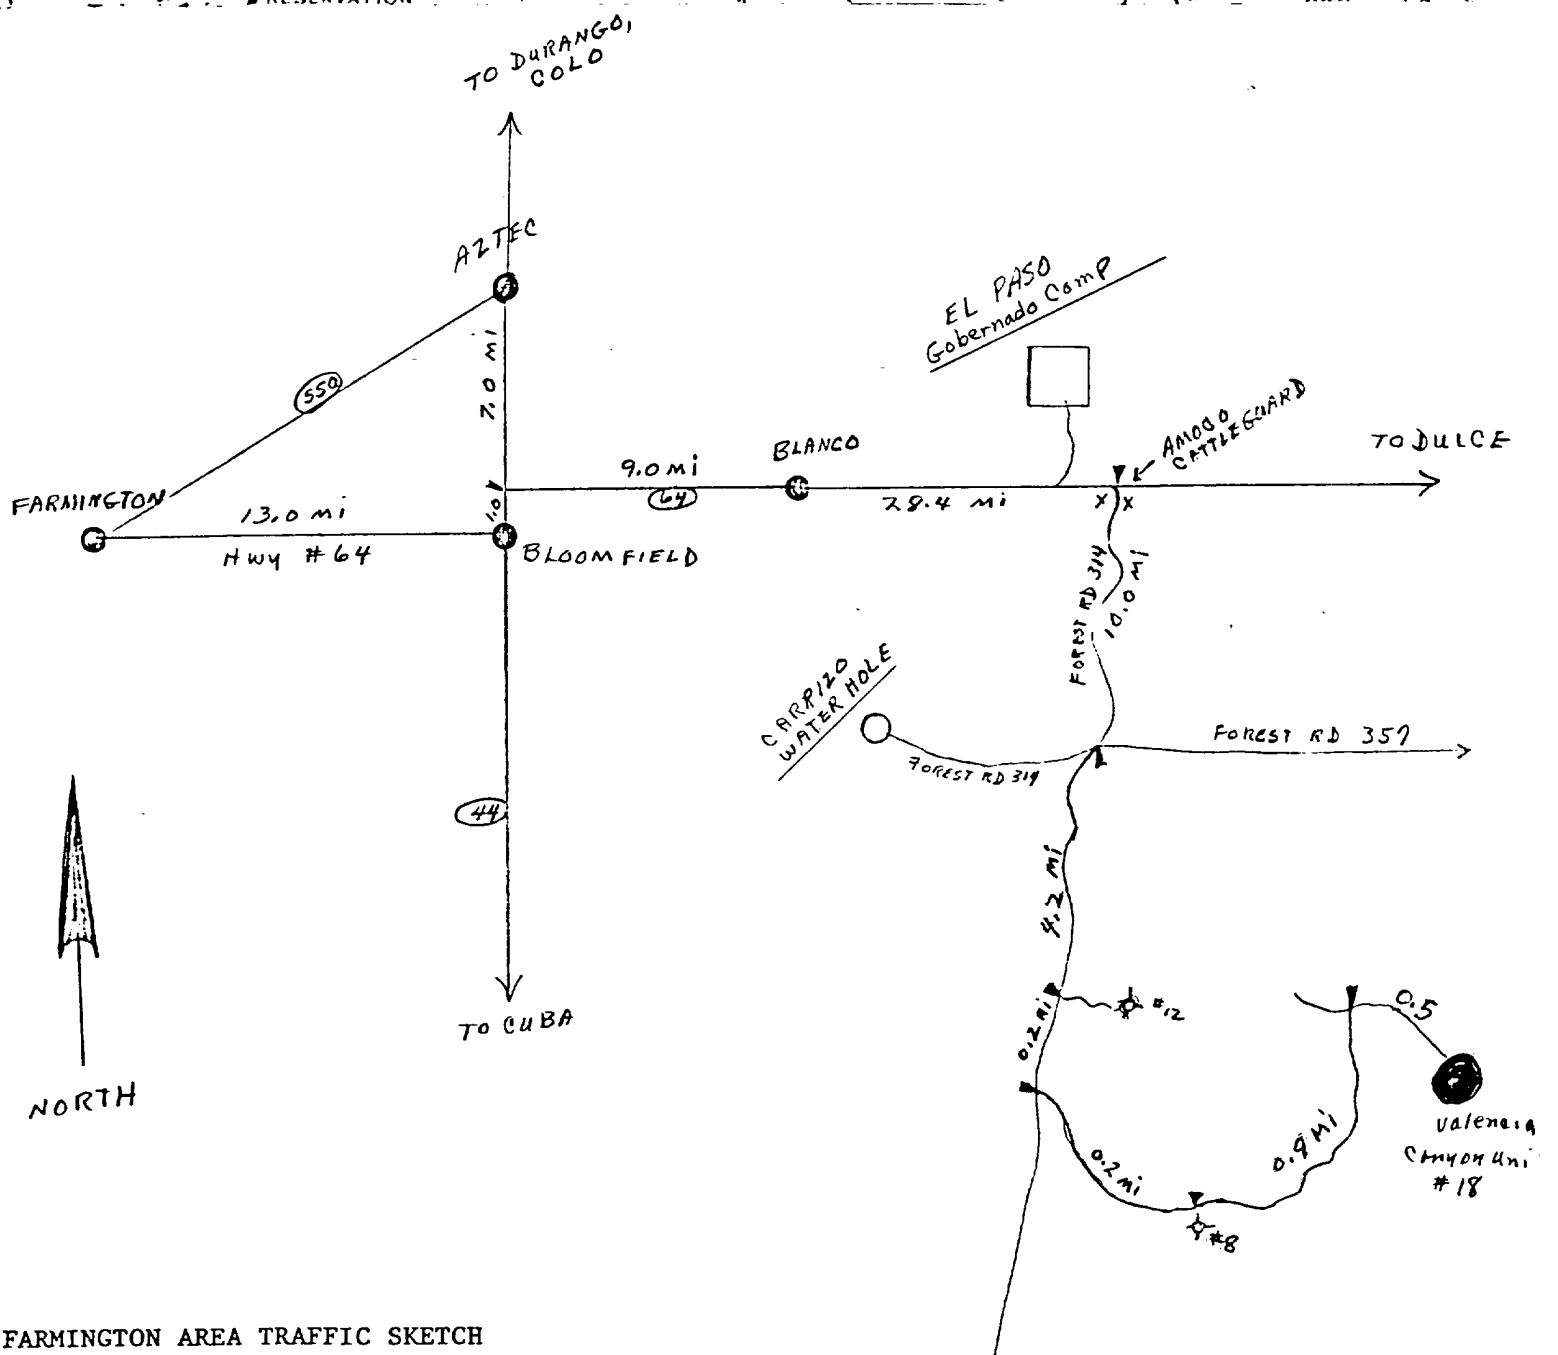 RESERVATION
TO DURANGO,
COLO
AZTEC
7.0 mi
550
EL PASO
Gobernado Camp
AMOCO
CATTLEGUARD
TO DULCE
BLANCO
9.0 mi
64
28.4 mi
FARMINGTON
13.0 mi
HWY #64
1.0
BLOOMFIELD
FOREST RD 314
10.0 MI
CARRIZO
WATER HOLE
FOREST RD 314
FOREST RD 357
44
4.2 mi
TO CUBA
NORTH
0.2 mi
#12
0.5
0.2 mi
0.9 Mi
#8
Valencia
Canyon Uni
#18
FARMINGTON AREA TRAFFIC SKETCH